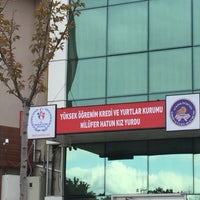 YÜKSEK ÖĞRENİM KREDİ VE YURTLAR KURUMU
NİLÜFER HATUN KIZ YURDU